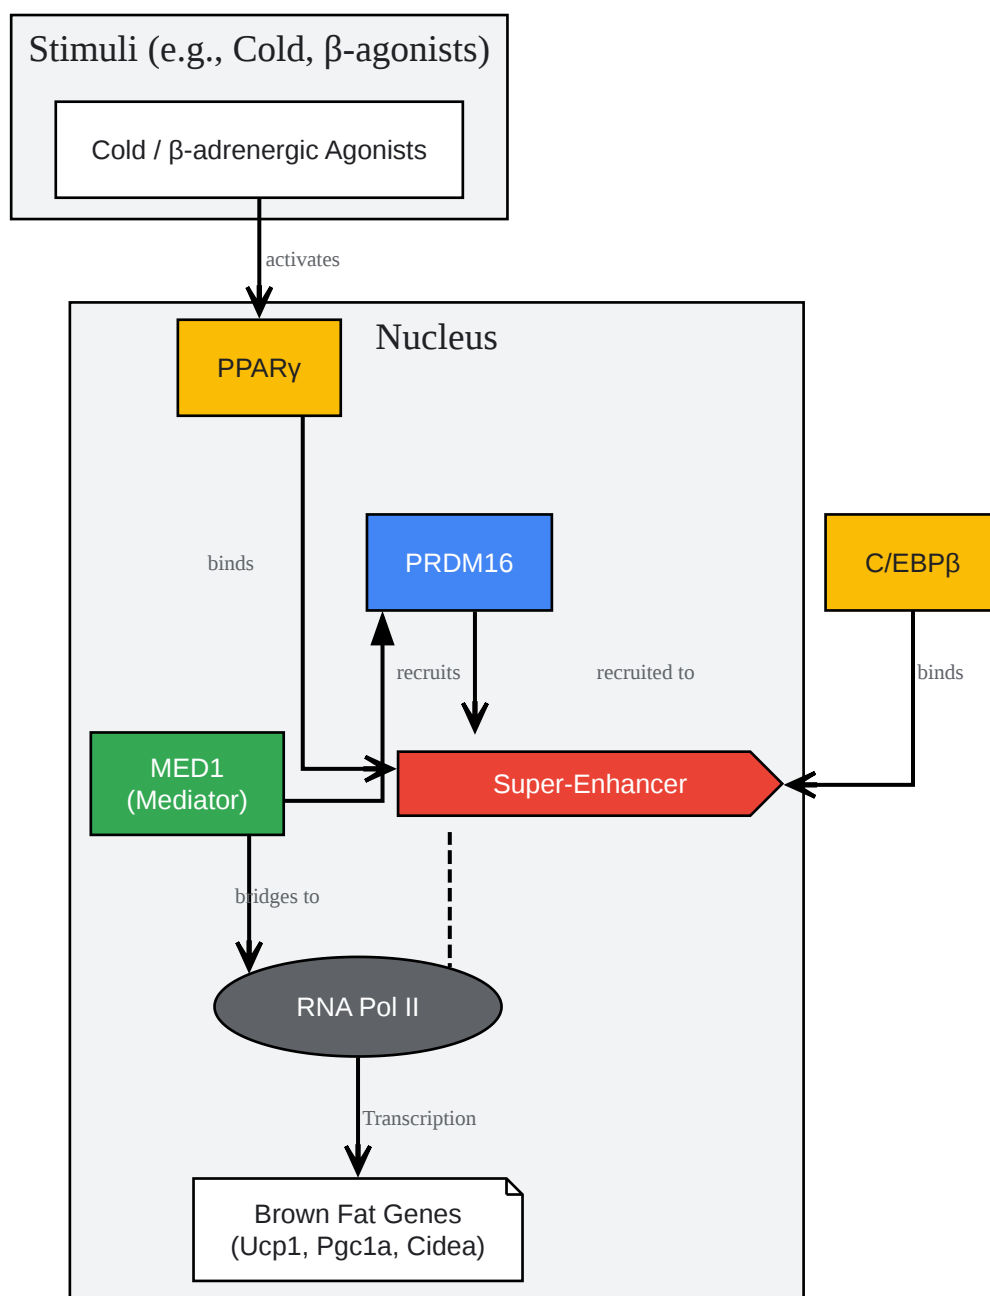 Stimuli (e.g., Cold, β-agonists)
Cold / β-adrenergic Agonists
activates
Nucleus
PPARγ
binds
PRDM16
C/EBPβ
recruits
recruited to
binds
MED1
(Mediator)
Super-Enhancer
bridges to
RNA Pol II
Transcription
Brown Fat Genes
(Ucp1, Pgc1a, Cidea)